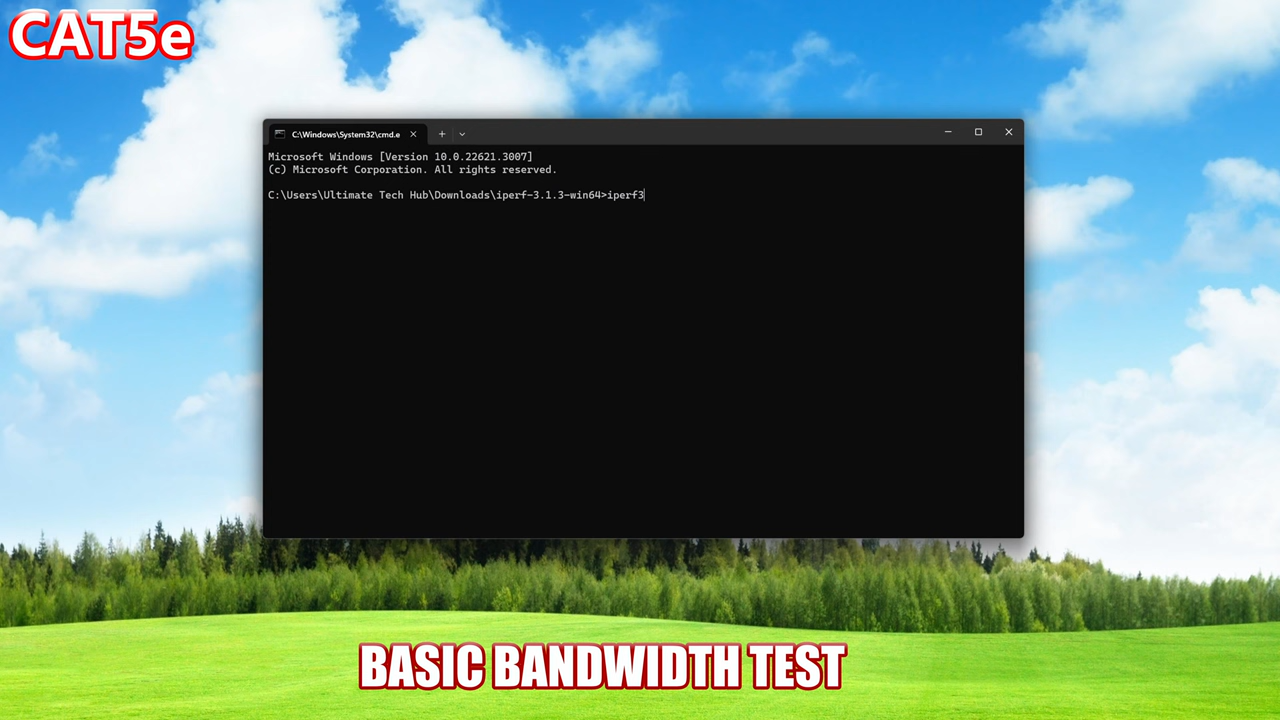 CAT5e
C:\Windows\System32\cmd.e
Microsoft Windows [Version 10.0.22621.3007]
(c) Microsoft Corporation. All rights reserved.
C:\Users\Ultimate Tech Hub\Downloads\iperf-3.1.3-win64>iperf3
BASIC BANDWIDTH TEST